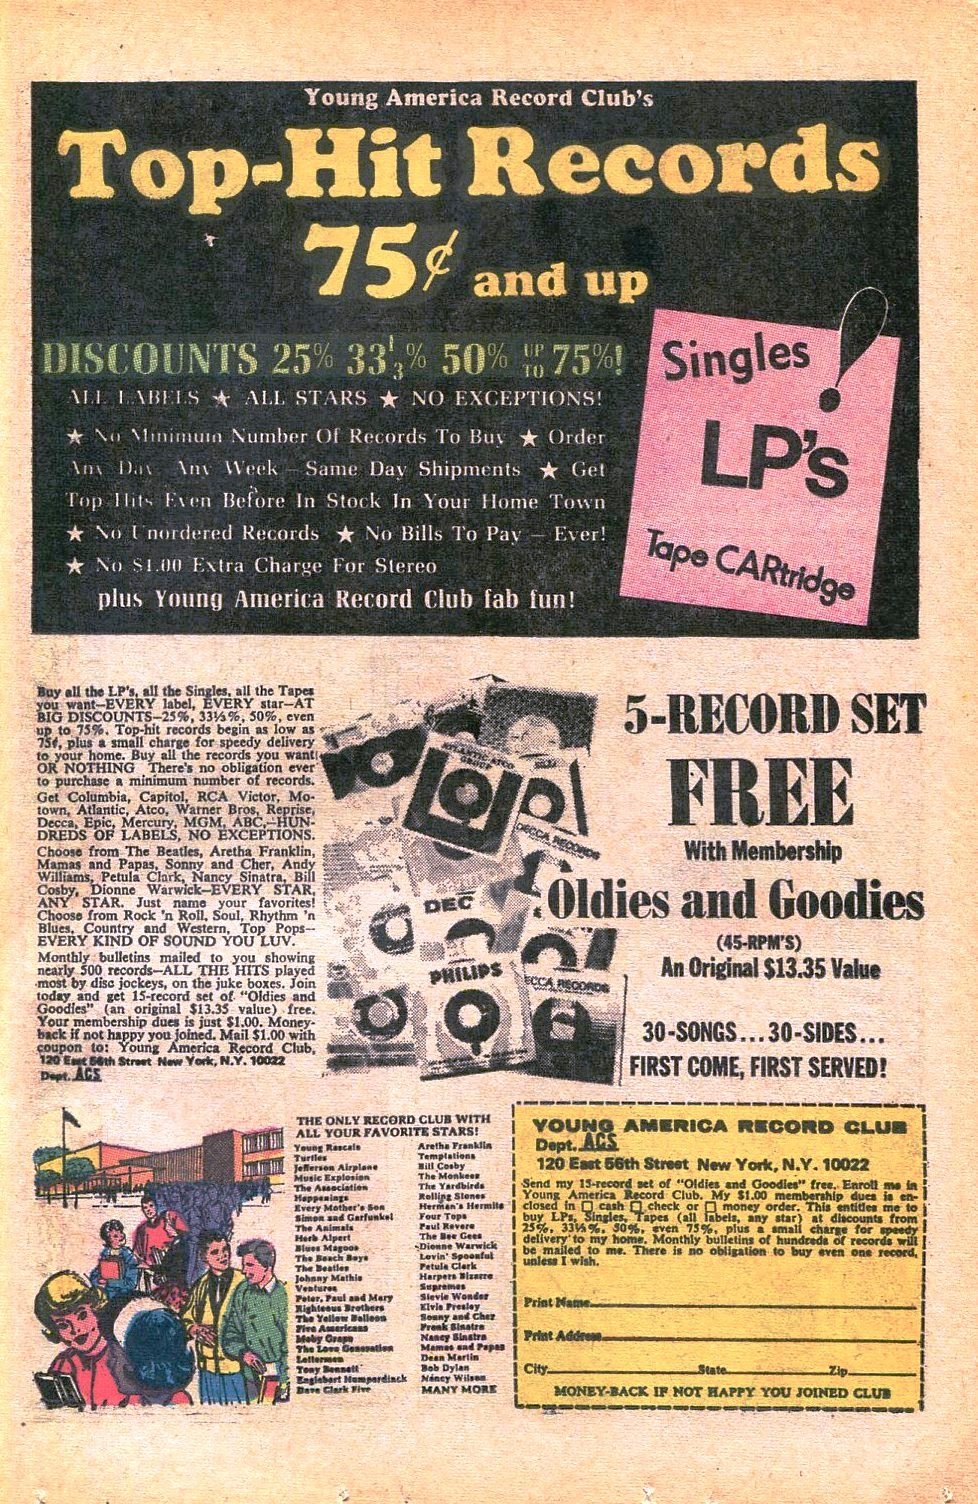 Young America Record Club's
Top-Hit Records
75¢ and up
DISCOUNTS 25% 33⅓% 50% UP TO 75%!
ALL LABELS ★ ALL STARS ★ NO EXCEPTIONS!
★ No Minimum Number Of Records To Buy ★ Order
Any Day, Any Week — Same Day Shipments ★ Get
Top Hits Even Before In Stock In Your Home Town
★ No Unordered Records ★ No Bills To Pay — Ever!
★ No $1.00 Extra Charge For Stereo
plus Young America Record Club fab fun!
Singles
LP's
Tape CARtridge
Buy all the LP's, all the Singles, all the Tapes
you want—EVERY label, EVERY star—AT
BIG DISCOUNTS—25%, 33⅓%, 50%, even
up to 75%. Top-hit records begin as low as
75¢, plus a small charge for speedy delivery
to your home. Buy all the records you want
OR NOTHING There's no obligation ever
to purchase a minimum number of records.
Get Columbia, Capitol, RCA Victor, Mo-
town, Atlantic, Atco, Warner Bros, Reprise,
Decca, Epic, Mercury, MGM, ABC,—HUN-
DREDS OF LABELS, NO EXCEPTIONS.
Choose from The Beatles, Aretha Franklin,
Mamas and Papas, Sonny and Cher, Andy
Williams, Petula Clark, Nancy Sinatra, Bill
Cosby, Dionne Warwick—EVERY STAR,
ANY STAR. Just name your favorites!
Choose from Rock 'n Roll, Soul, Rhythm 'n
Blues, Country and Western, Top Pops—
EVERY KIND OF SOUND YOU LUV.
Monthly bulletins mailed to you showing
nearly 500 records—ALL THE HITS played
most by disc jockeys, on the juke boxes. Join
today and get 15-record set of "Oldies and
Goodies" (an original $13.35 value) free.
Your membership dues is just $1.00. Money-
back if not happy you joined. Mail $1.00 with
coupon to: Young America Record Club,
120 East 56th Street New York, N.Y. 10022
Dept. ACS
ATLANTIC-ATCO
GROUP
DECCA RECORDS
DEC
PHILIPS
ECCA RECORDS
5-RECORD SET
FREE
With Membership
Oldies and Goodies
(45-RPM'S)
An Original $13.35 Value
30-SONGS...30-SIDES...
FIRST COME, FIRST SERVED!
THE ONLY RECORD CLUB WITH
ALL YOUR FAVORITE STARS!
Young Rascals
Turtles
Jefferson Airplane
Music Explosion
The Association
Happenings
Every Mother's Son
Simon and Garfunkel
The Animals
Herb Alpert
Blues Magoos
The Beach Boys
The Beatles
Johnny Mathis
Ventures
Peter, Paul and Mary
Righteous Brothers
The Yellow Balloon
Five Americans
Moby Grape
The Love Generation
Lettermen
Tony Bennett
Englebert Humperdinck
Dave Clark Five
Aretha Franklin
Temptations
Bill Cosby
The Monkees
The Yardbirds
Rolling Stones
Herman's Hermits
Four Tops
Paul Revere
The Bee Gees
Dionne Warwick
Lovin' Spoonful
Petula Clark
Harpers Bizarre
Supremes
Stevie Wonder
Elvis Presley
Sonny and Cher
Frank Sinatra
Nancy Sinatra
Mamas and Papas
Dean Martin
Bob Dylan
Nancy Wilson
MANY MORE
YOUNG AMERICA RECORD CLUB
Dept. ACS
120 East 56th Street New York, N.Y. 10022
Send my 15-record set of "Oldies and Goodies" free. Enroll me in
Young America Record Club. My $1.00 membership dues is en-
closed in □ cash □ check or □ money order. This entitles me to
buy LPs, Singles, Tapes (all labels, any star) at discounts from
25%, 33⅓%, 50%, even 75%, plus a small charge for speedy
delivery to my home. Monthly bulletins of hundreds of records will
be mailed to me. There is no obligation to buy even one record,
unless I wish.
Print Name
Print Address
City State Zip
MONEY-BACK IF NOT HAPPY YOU JOINED CLUB